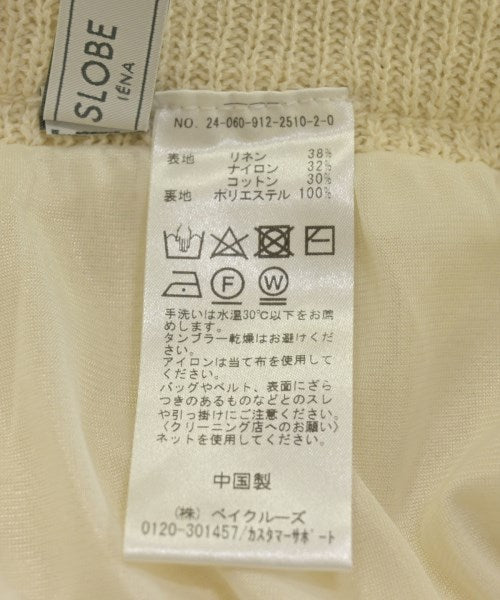 SLOBE
IÉNA
NO. 24-060-912-2510-2-0
表地 リネン 38%
ナイロン 32%
コットン 30%
裏地 ポリエステル 100%
F W
手洗いは水温30℃以下をお薦
めします。
タンブラー乾燥はお避けくださ
い。
アイロンは当て布を使用して
ください。
バッグやベルト、表面にざら
つきのあるものなどとのスレ
や引っ掛けにご注意ください。
〈クリーニング店へのお願い〉
ネットを使用してください。
中国製
(株) ベイクルーズ
0120-301457/カスタマーサポート